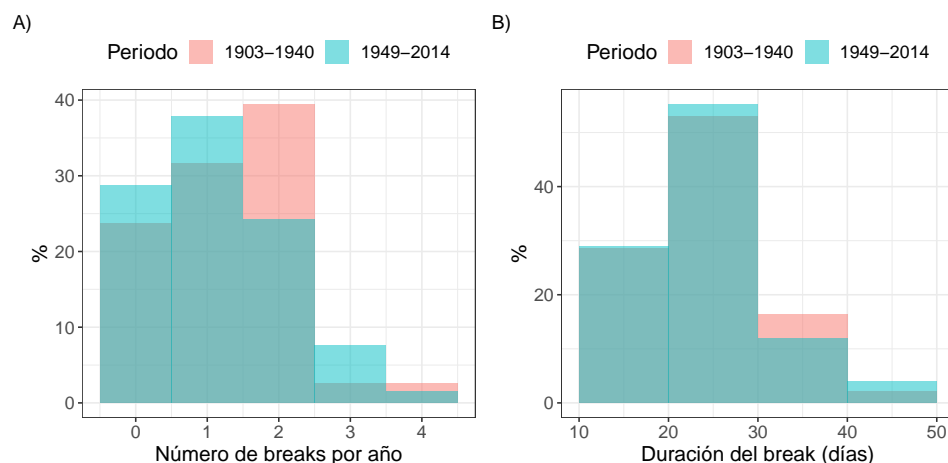 A)
Periodo 1903–1940 1949–2014
40
30
20
10
0
%
0 1 2 3 4
Número de breaks por año
B)
Periodo 1903–1940 1949–2014
40
20
0
%
10 20 30 40 50
Duración del break (días)